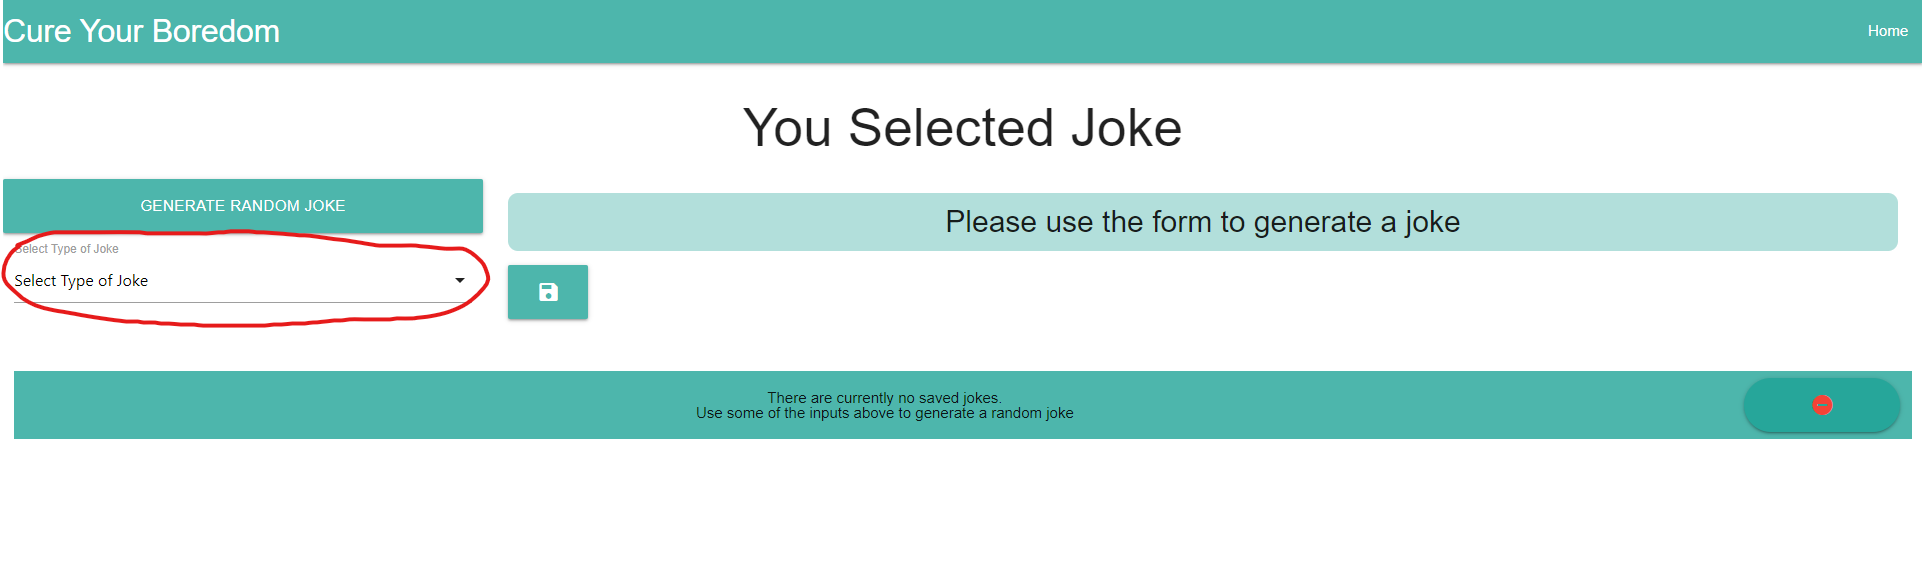 Cure Your Boredom
Home
You Selected Joke
GENERATE RANDOM JOKE
Select Type of Joke
Select Type of Joke
Please use the form to generate a joke
There are currently no saved jokes.
Use some of the inputs above to generate a random joke